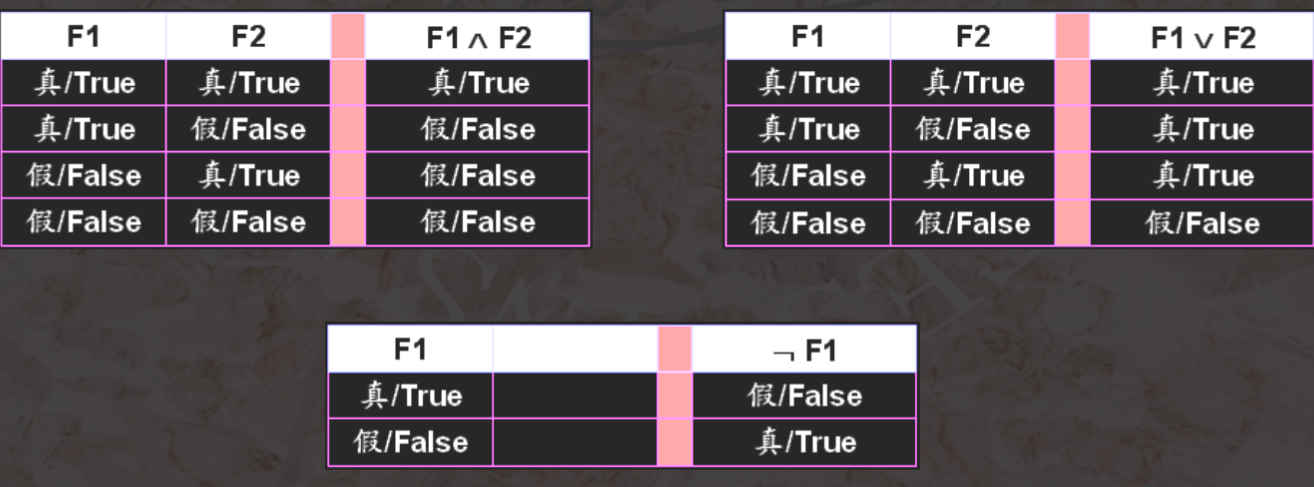 F1 F2 F1 ∧ F2
真/True 真/True 真/True
真/True 假/False 假/False
假/False 真/True 假/False
假/False 假/False 假/False
F1 F2 F1 ∨ F2
真/True 真/True 真/True
真/True 假/False 真/True
假/False 真/True 真/True
假/False 假/False 假/False
F1 ¬ F1
真/True 假/False
假/False 真/True